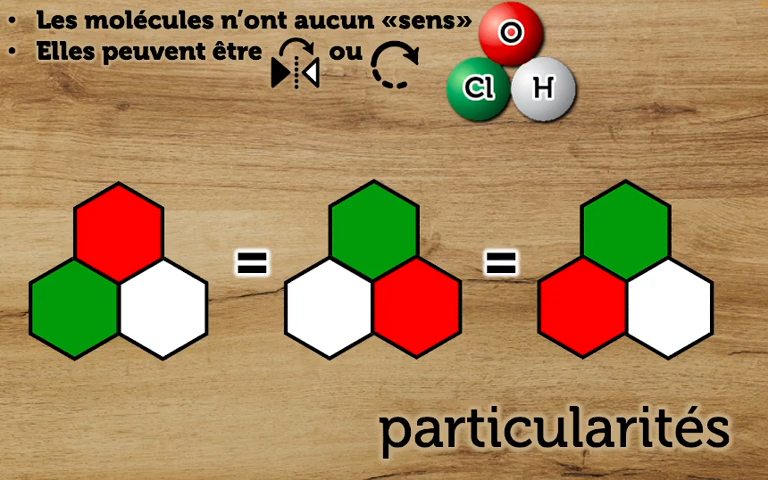 • Les molécules n'ont aucun «sens»
• Elles peuvent être ou
O
Cl H
= =
particularités